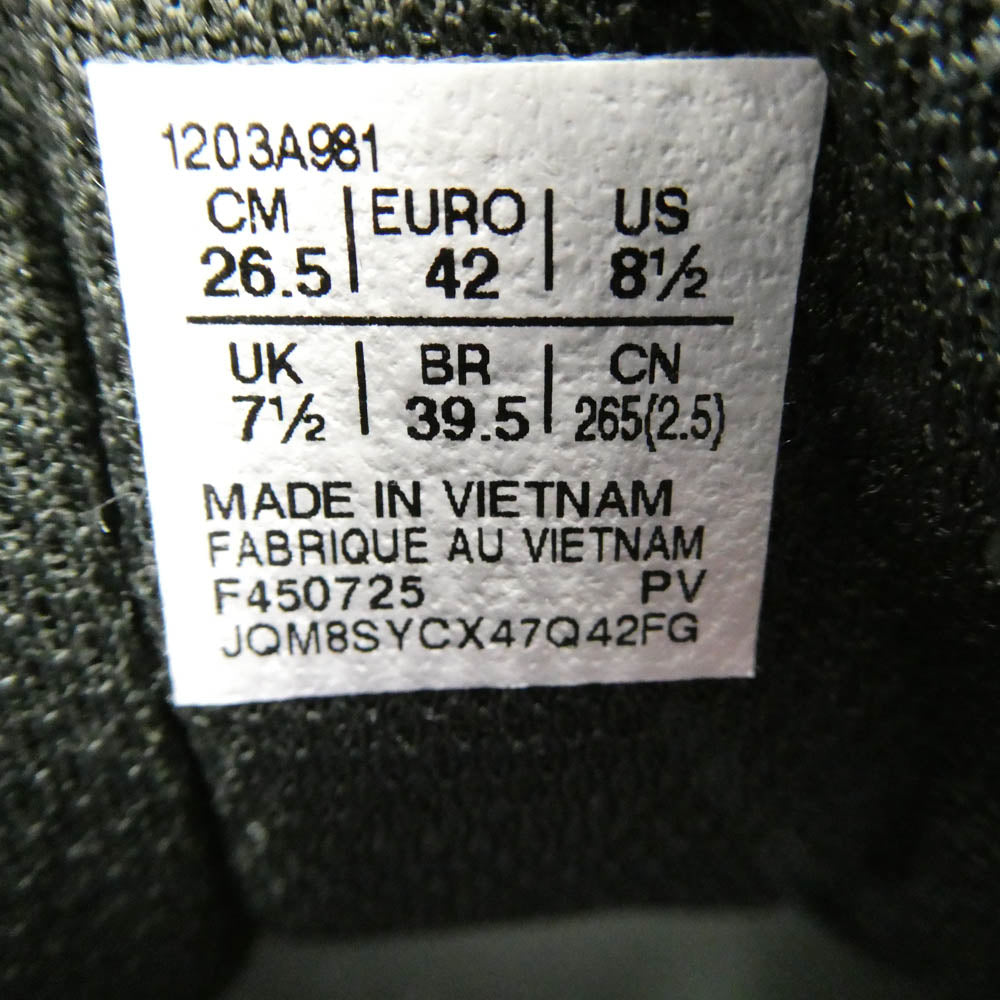 1203A981
CM | EURO | US
26.5 | 42 | 8½
UK | BR | CN
7½ | 39.5 | 265(2.5)
MADE IN VIETNAM
FABRIQUE AU VIETNAM
F450725 PV
JQM8SYCX47Q42FG